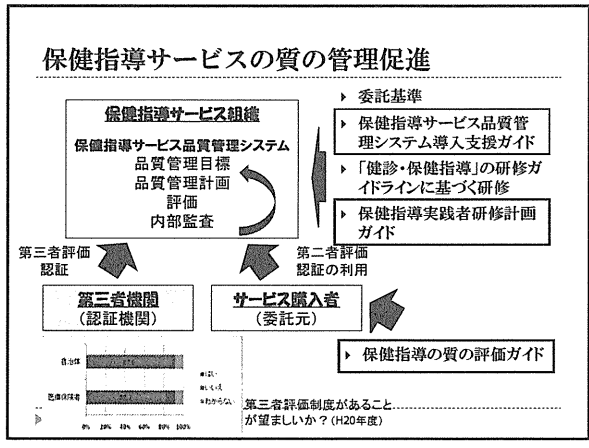 保健指導サービスの質の管理促進
保健指導サービス組織
保健指導サービス品質管理システム
品質管理目標
品質管理計画
評価
内部監査
委託基準
保健指導サービス品質管
理システム導入支援ガイド
「健診・保健指導」の研修ガ
イドラインに基づく研修
保健指導実践者研修計画
ガイド
第三者評価
認証
第二者評価
認証の利用
第三者機関
(認証機関)
サービス購入者
(委託元)
保健指導の質の評価ガイド
自治体
医療保険者
はい
いいえ
わからない
0% 20% 40% 60% 80% 100%
第三者評価制度があること
が望ましいか?(H20年度)